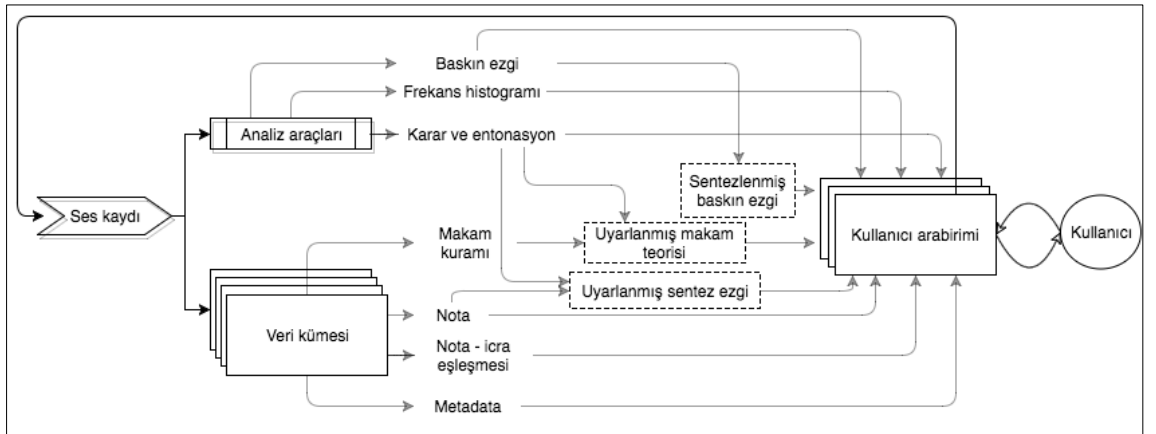 Baskın ezgi
Frekans histogramı
Analiz araçları
Karar ve entonasyon
Sentezlenmiş
baskın ezgi
Ses kaydı
Makam
kuramı
Uyarlanmış makam
teorisi
Kullanıcı arabirimi
Kullanıcı
Uyarlanmış sentez ezgi
Veri kümesi
Nota
Nota - icra
eşleşmesi
Metadata